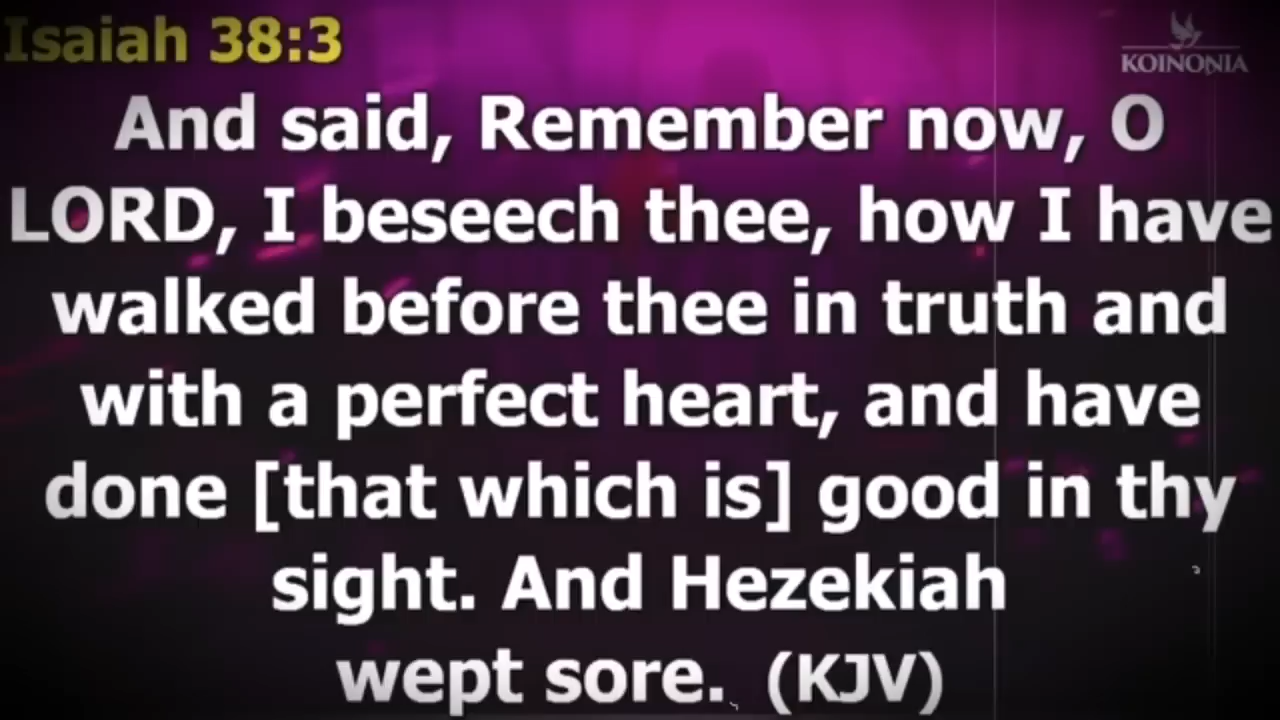 Isaiah 38:3
KOINONIA
And said, Remember now, O
LORD, I beseech thee, how I have
walked before thee in truth and
with a perfect heart, and have
done [that which is] good in thy
sight. And Hezekiah
wept sore. (KJV)